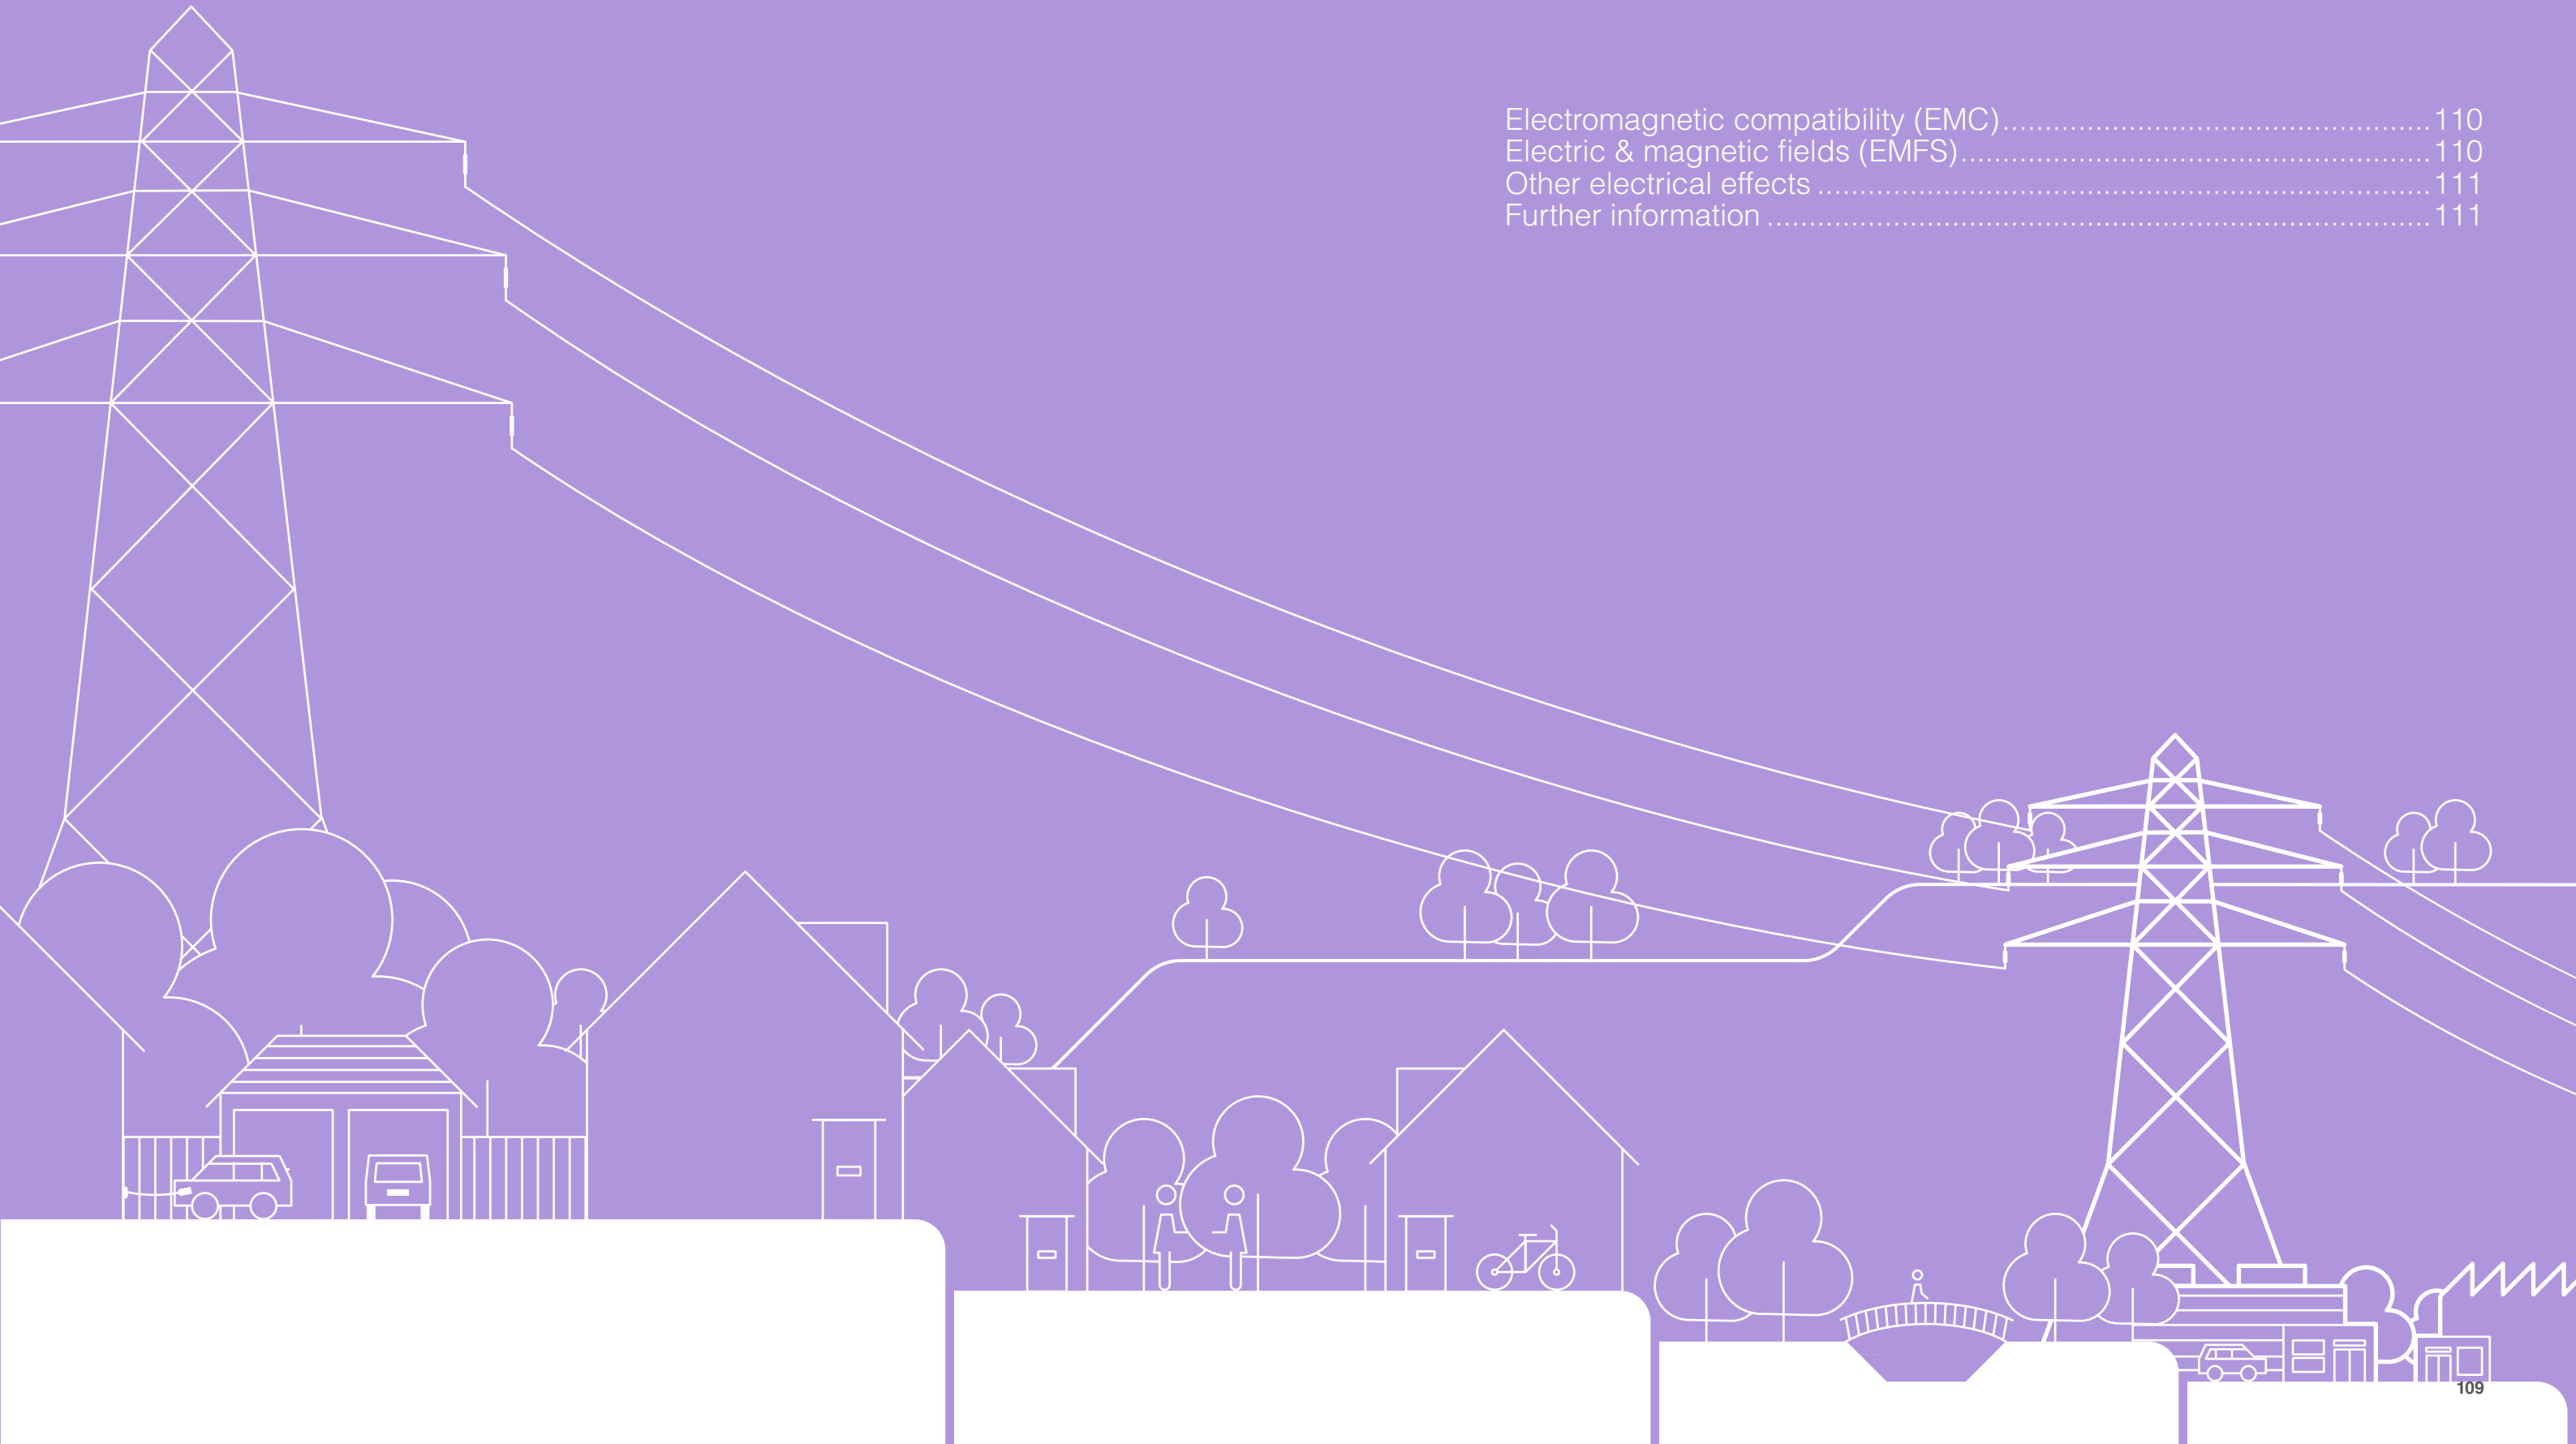 Electromagnetic compatibility (EMC)....................................................110
Electric & magnetic fields (EMFS).........................................................110
Other electrical effects ..........................................................................111
Further information ................................................................................111
109